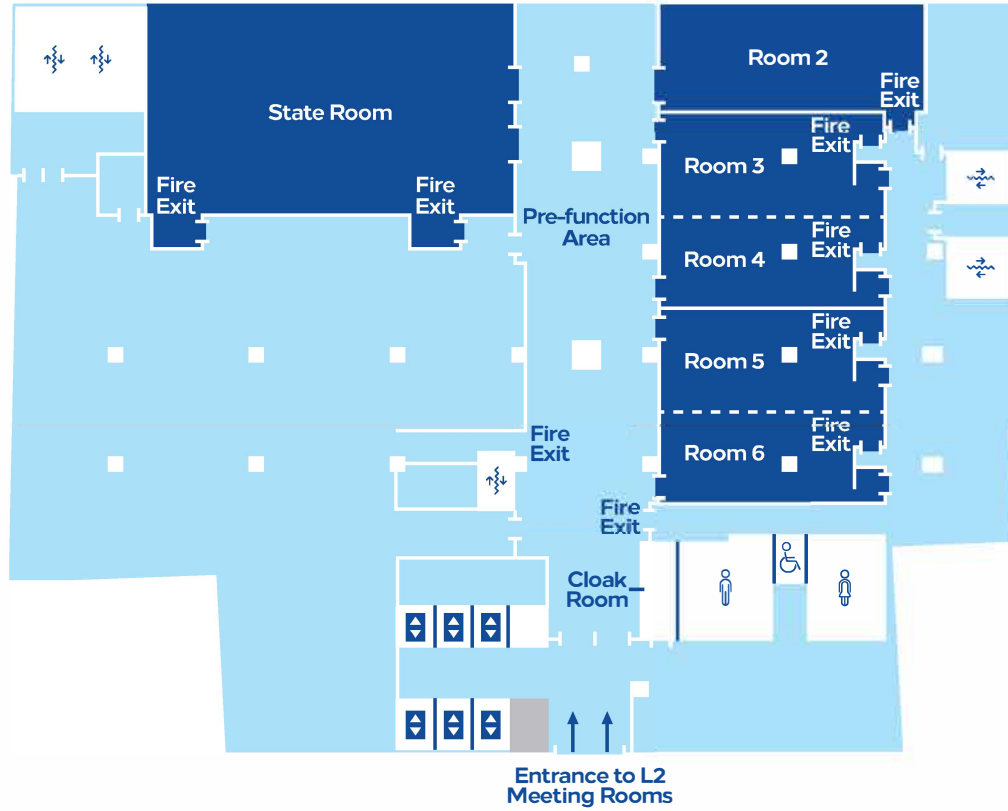 Room 2
State Room
Fire
Exit
Fire
Exit
Room 3
Fire
Exit
Fire
Exit
Pre-function
Area
Fire
Exit
Room 4
Fire
Exit
Room 5
Fire
Exit
Fire
Exit
Room 6
Fire
Exit
Cloak
Room
Entrance to L2
Meeting Rooms